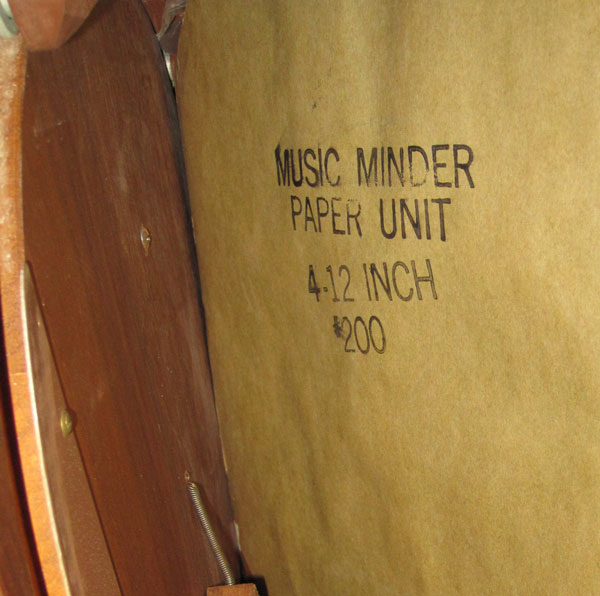 MUSIC MINDER
PAPER UNIT
4-12 INCH
$200